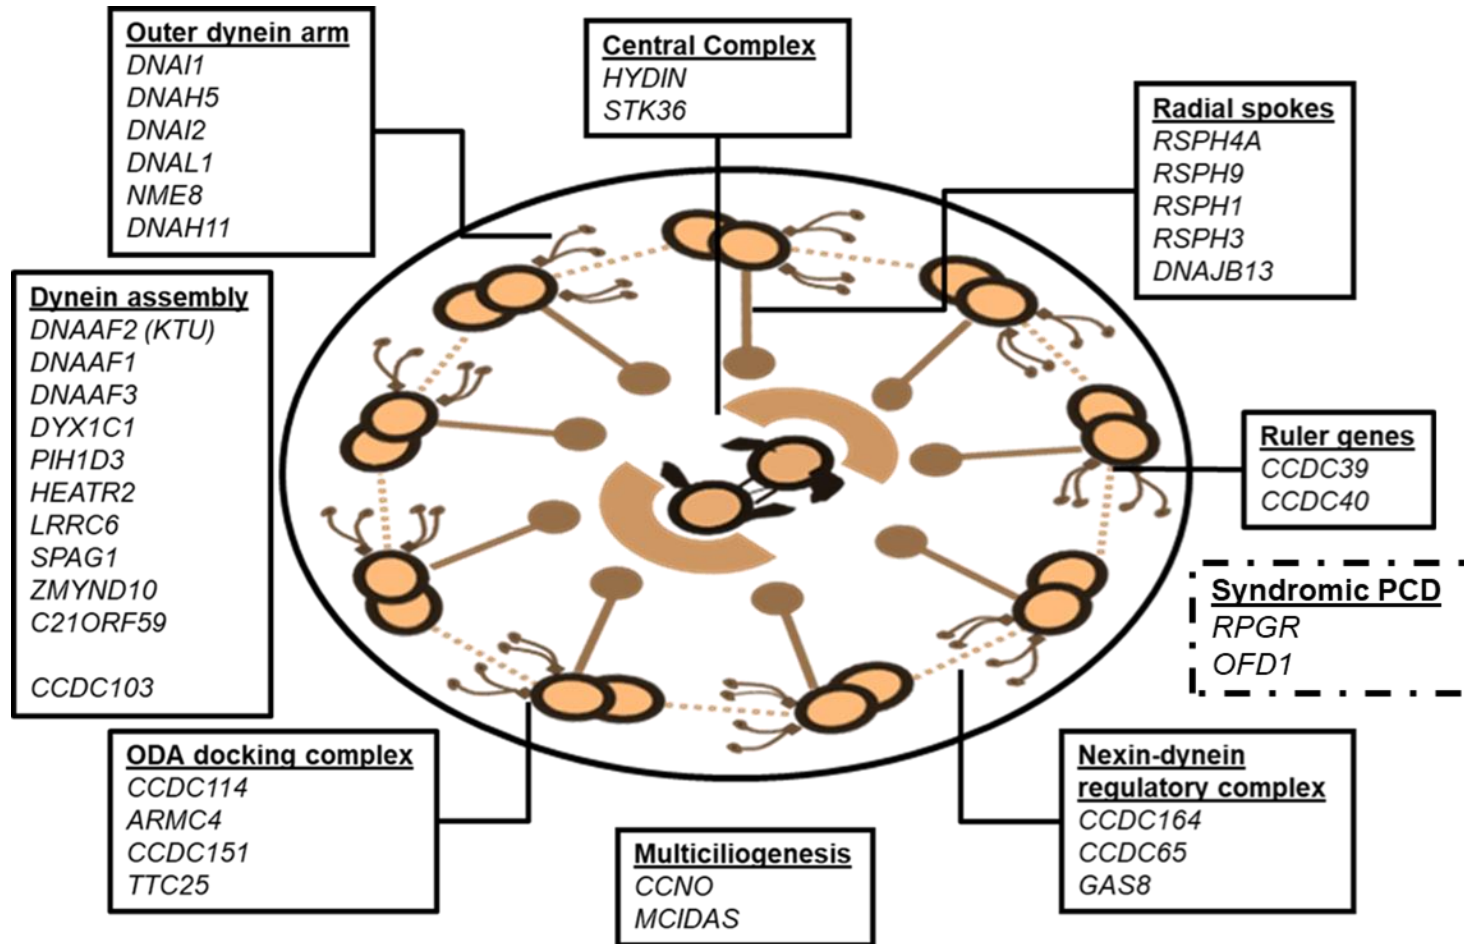 Outer dynein arm
DNAI1
DNAH5
DNAI2
DNAL1
NME8
DNAH11
Central Complex
HYDIN
STK36
Radial spokes
RSPH4A
RSPH9
RSPH1
RSPH3
DNAJB13
Dynein assembly
DNAAF2 (KTU)
DNAAF1
DNAAF3
DYX1C1
PIH1D3
HEATR2
LRRC6
SPAG1
ZMYND10
C21ORF59
CCDC103
Ruler genes
CCDC39
CCDC40
Syndromic PCD
RPGR
OFD1
ODA docking complex
CCDC114
ARMC4
CCDC151
TTC25
Multiciliogenesis
CCNO
MCIDAS
Nexin-dynein
regulatory complex
CCDC164
CCDC65
GAS8